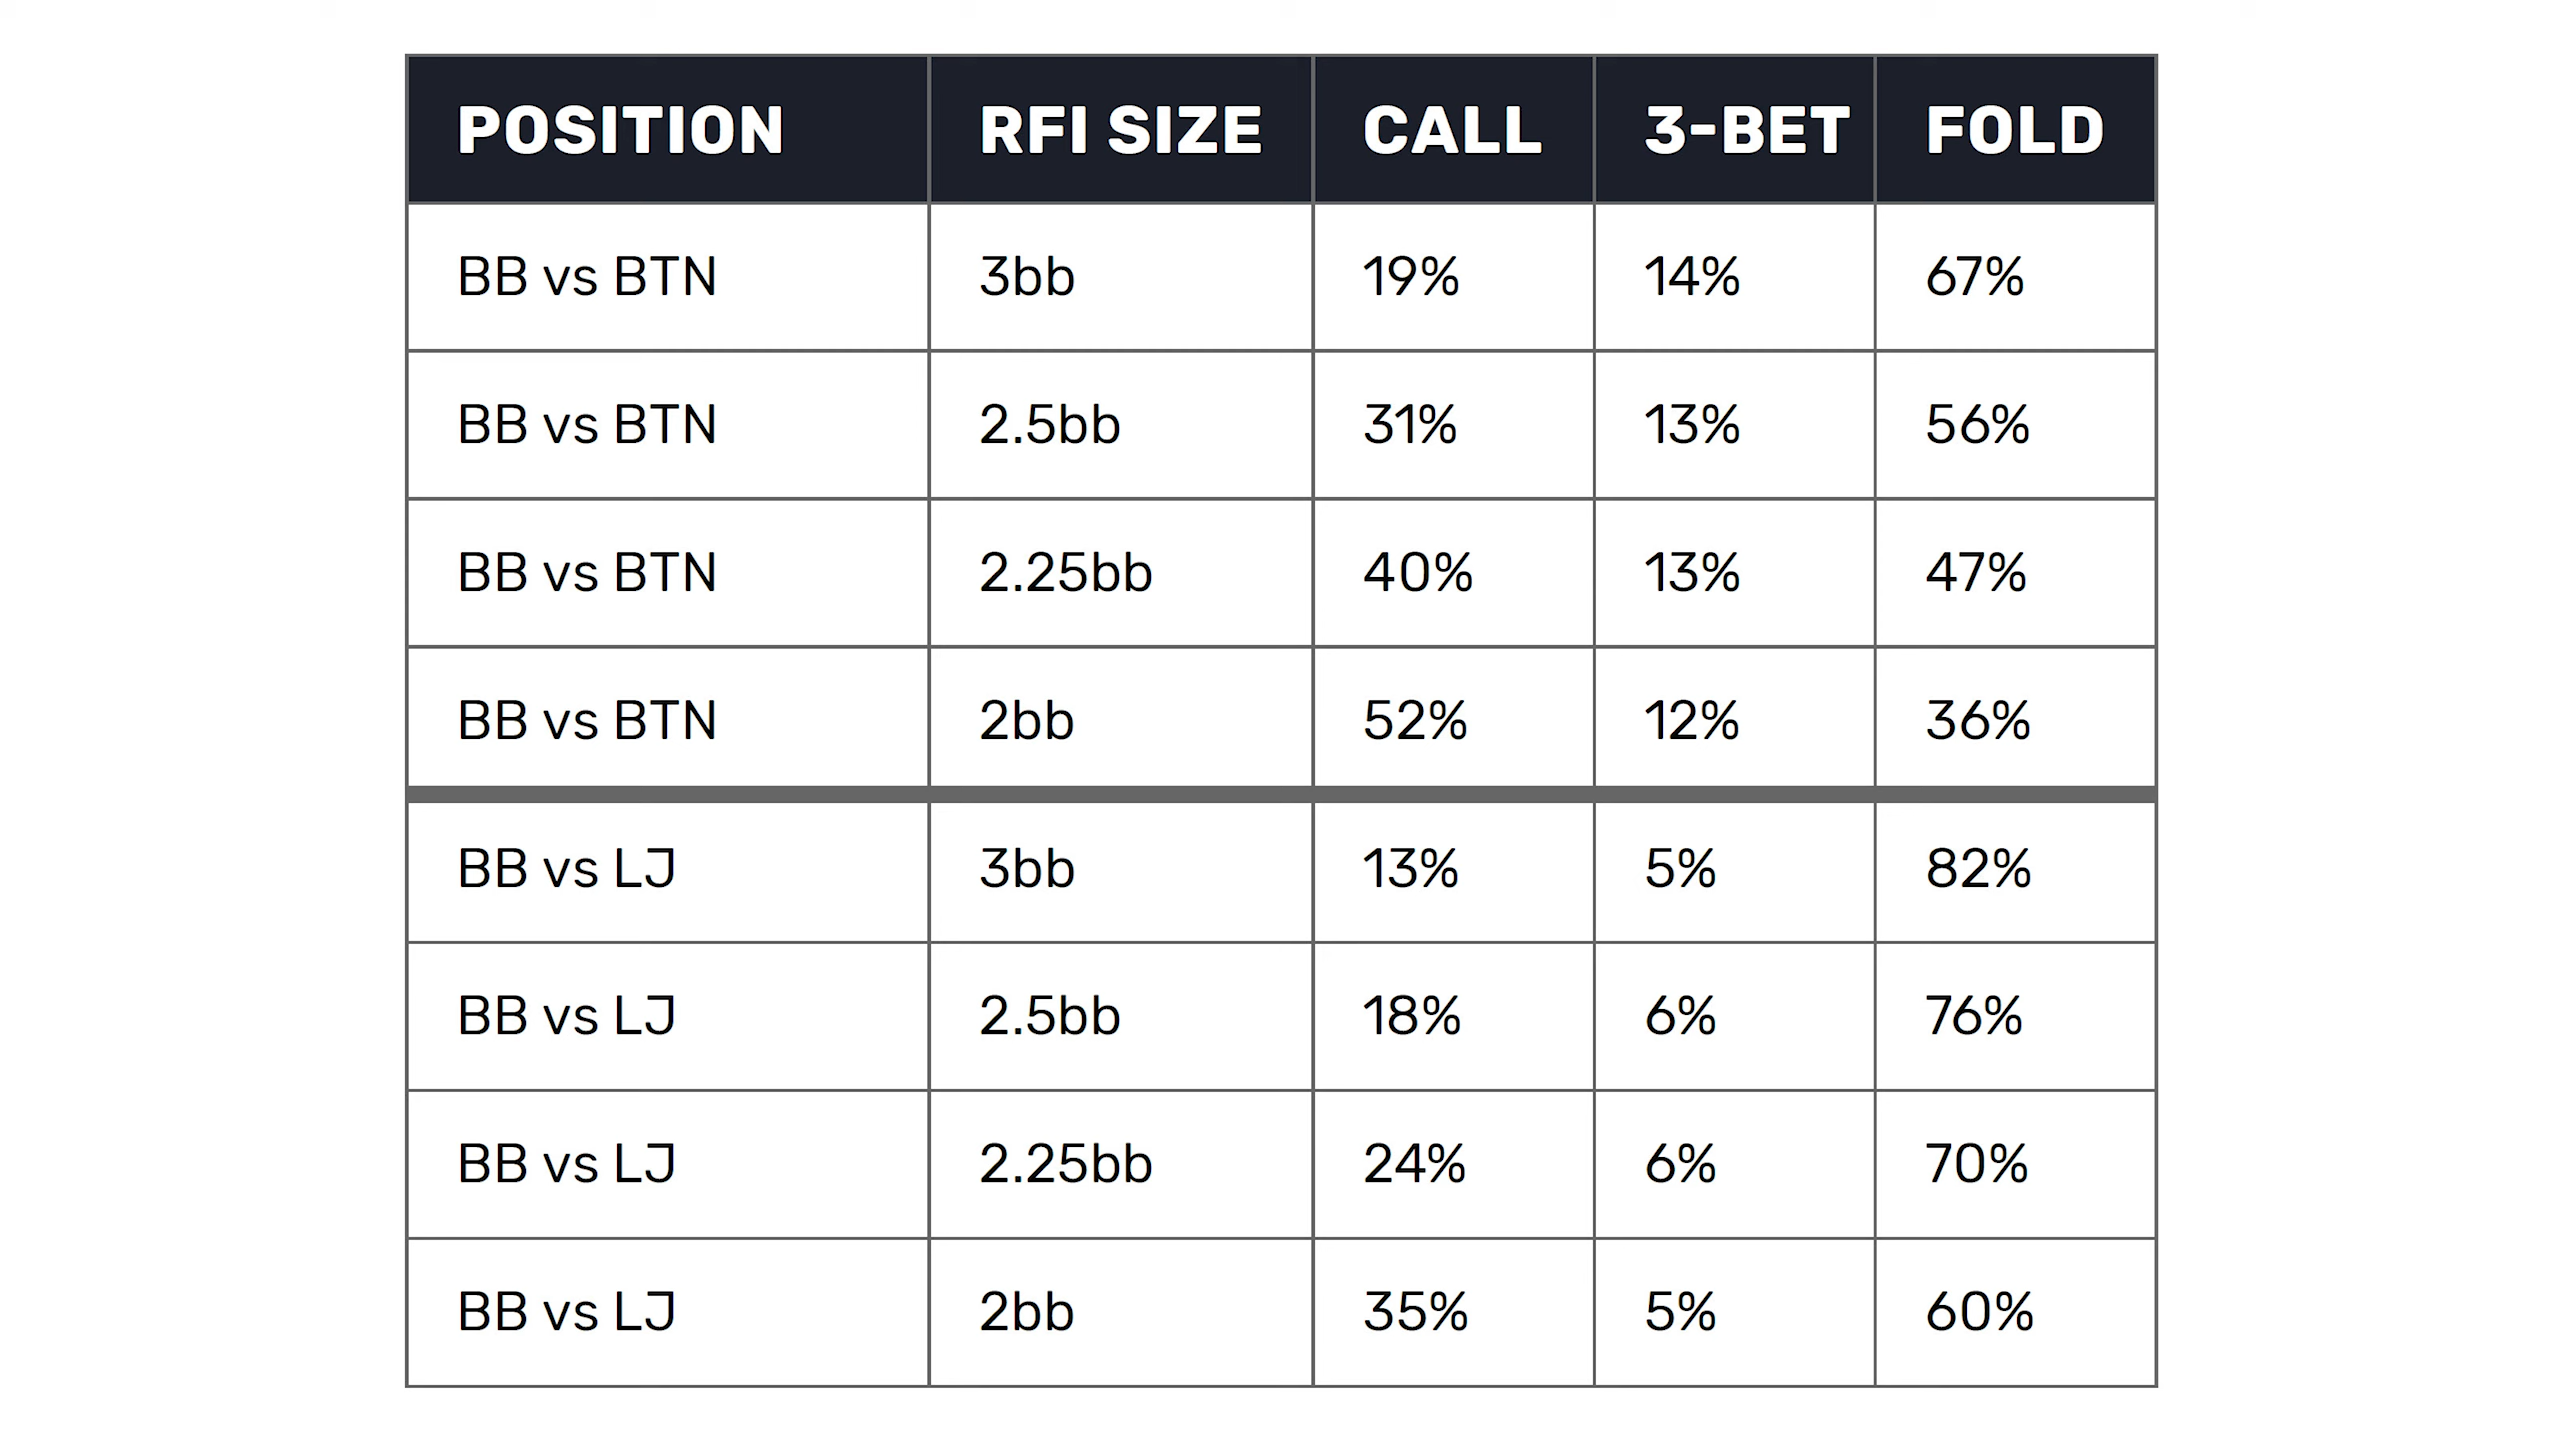 POSITION RFI SIZE CALL 3-BET FOLD
BB vs BTN 3bb 19% 14% 67%
BB vs BTN 2.5bb 31% 13% 56%
BB vs BTN 2.25bb 40% 13% 47%
BB vs BTN 2bb 52% 12% 36%
BB vs LJ 3bb 13% 5% 82%
BB vs LJ 2.5bb 18% 6% 76%
BB vs LJ 2.25bb 24% 6% 70%
BB vs LJ 2bb 35% 5% 60%